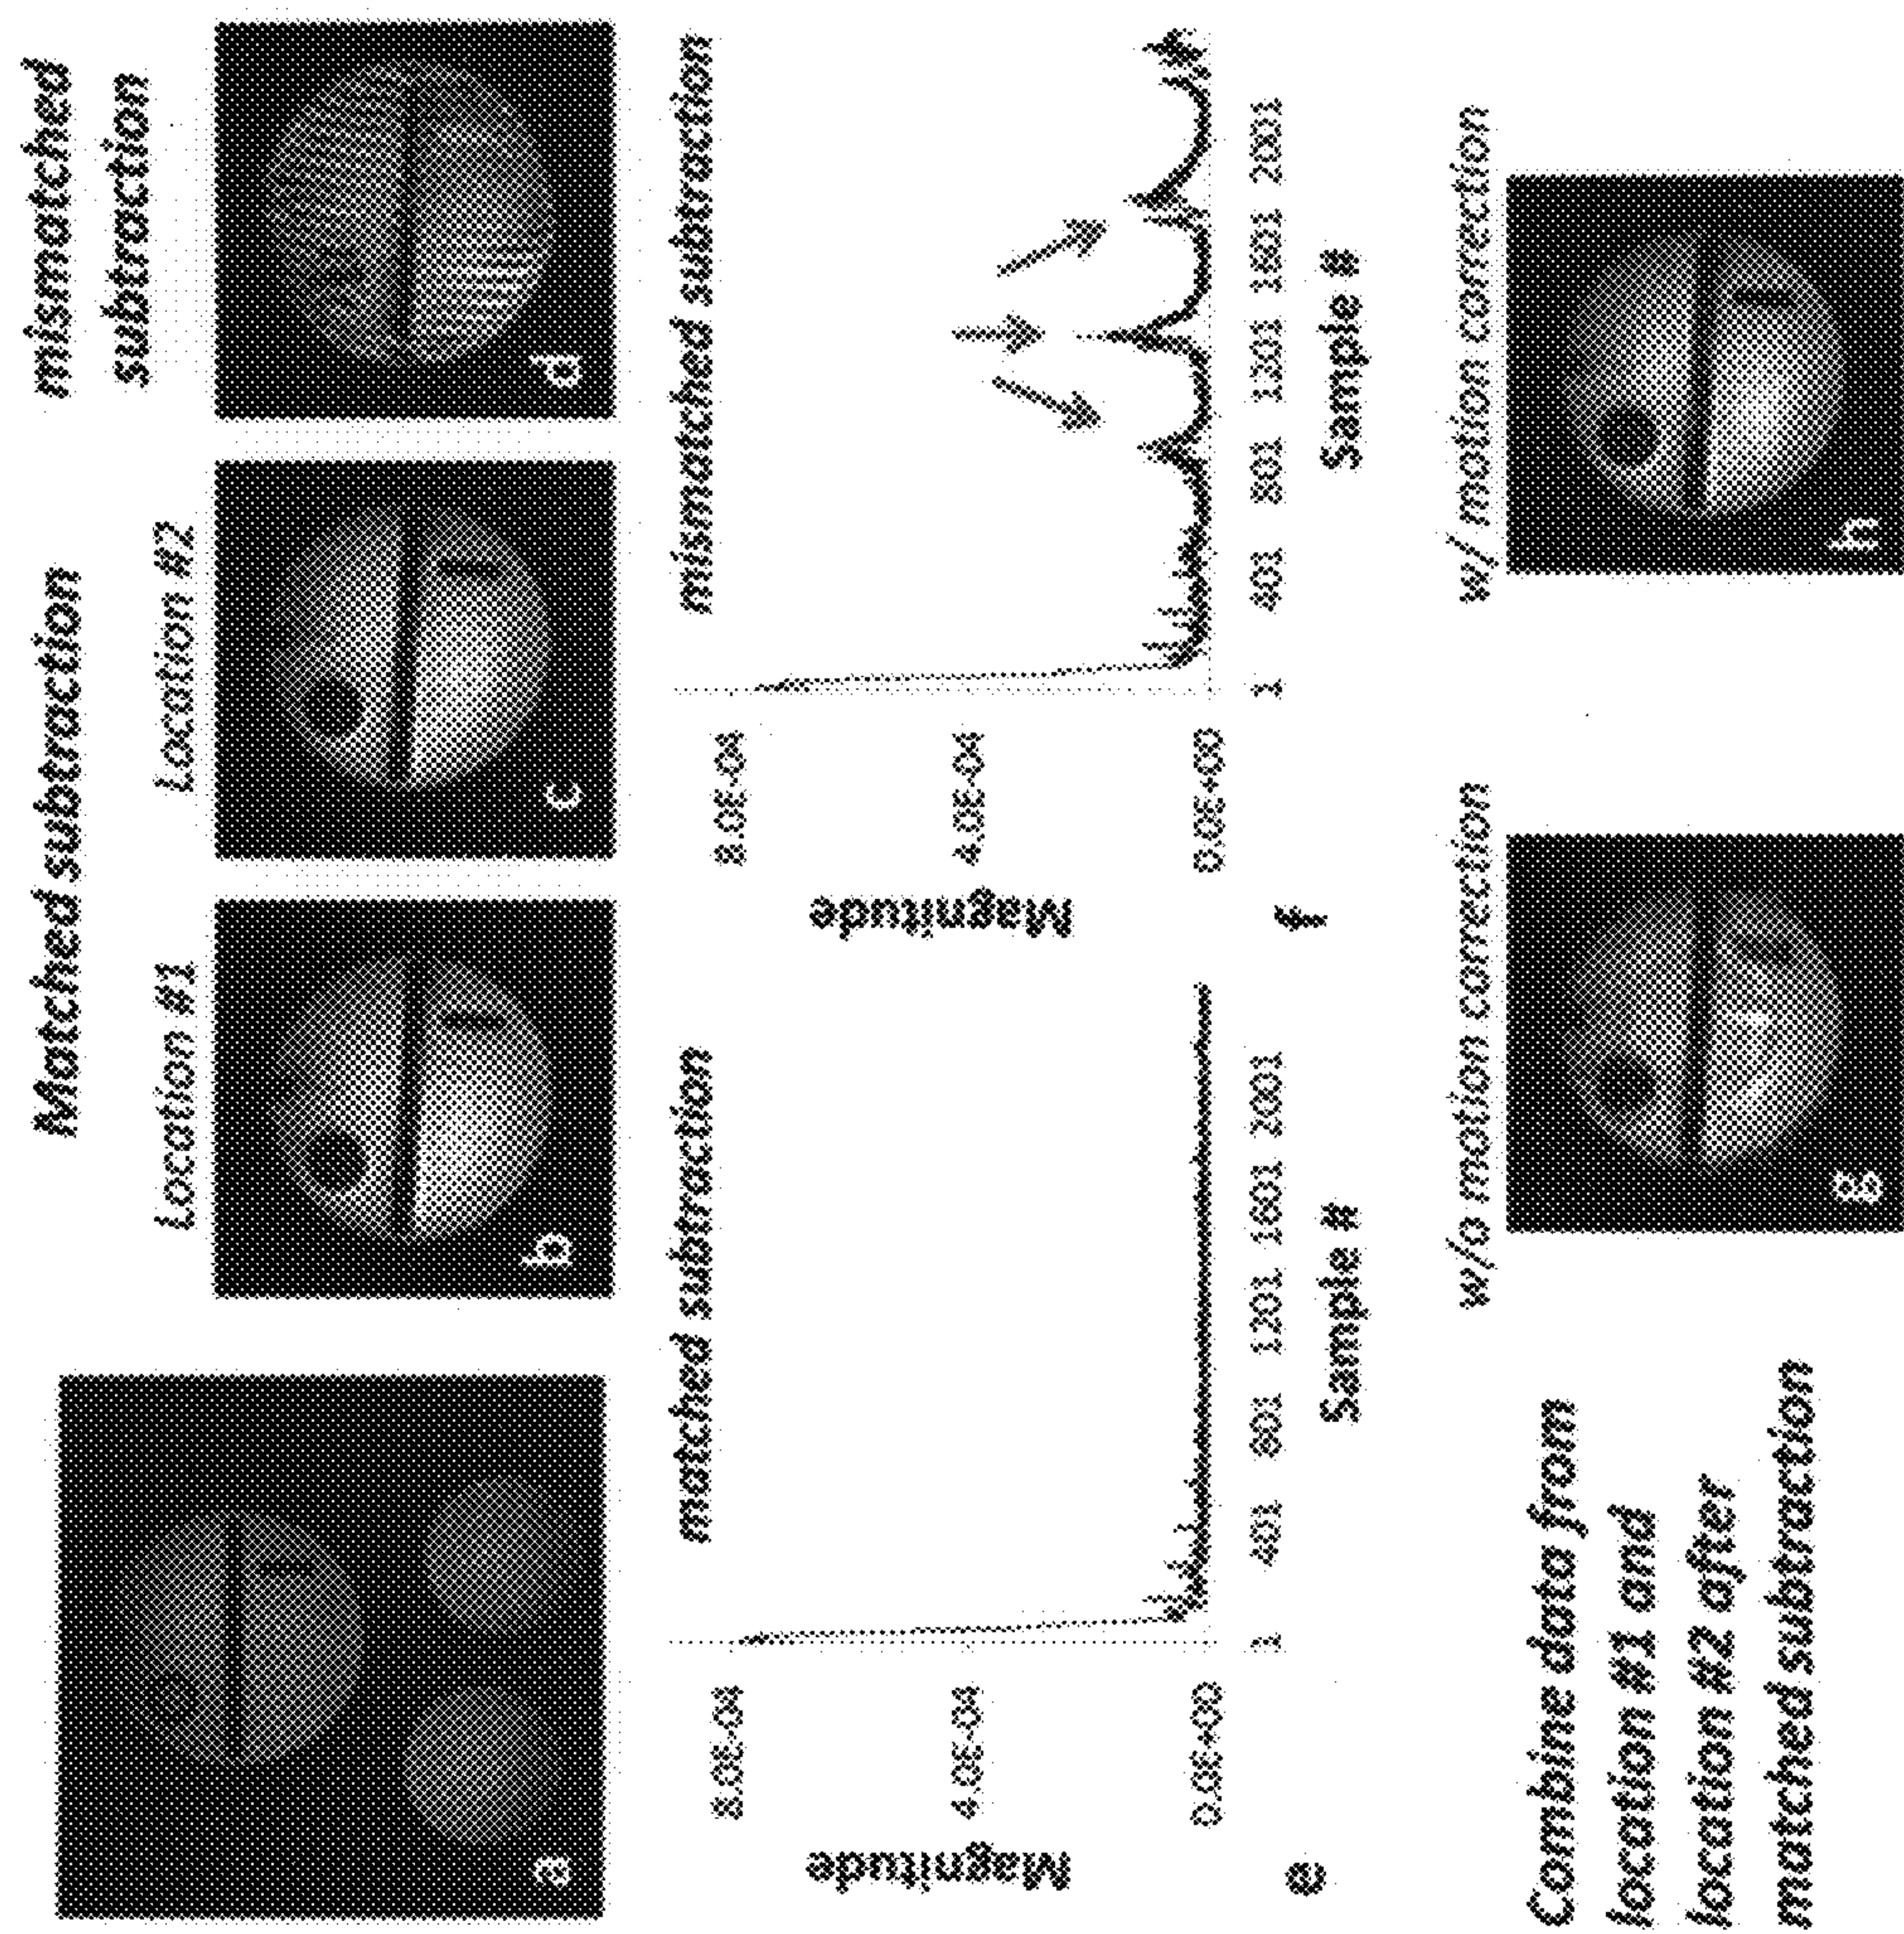 Matched subtraction
mismatched
subtraction
Location #1
Location #2
a
b
c
d
matched subtraction
Magnitude
8.0E-04
4.0E-04
0.0E+00
1 401 801 1201 1601 2001
Sample #
e
mismatched subtraction
Magnitude
8.0E-04
4.0E-04
0.0E+00
1 401 801 1201 1601 2001
Sample #
f
Combine data from
location #1 and
location #2 after
matched subtraction
w/o motion correction
g
w/ motion correction
h